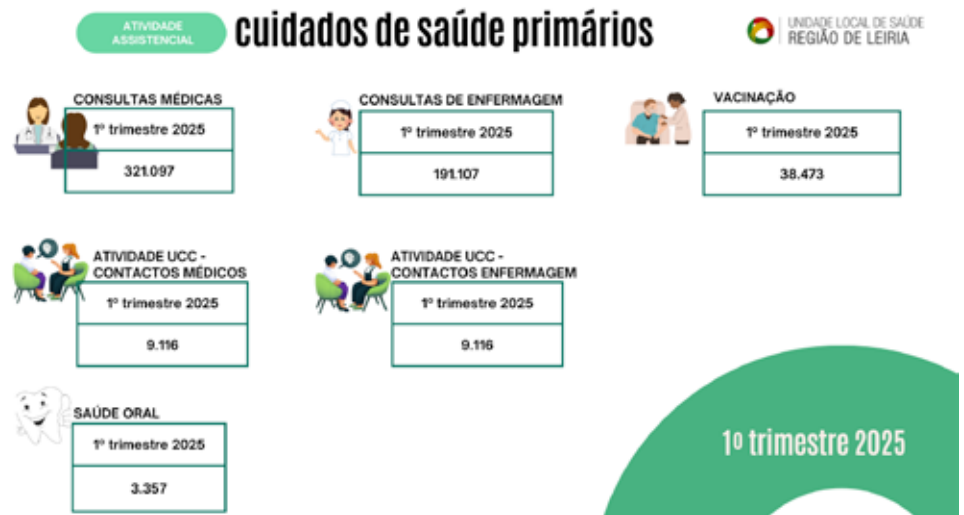 ATIVIDADE
ASSISTENCIAL
cuidados de saúde primários
UNIDADE LOCAL DE SAÚDE
REGIÃO DE LEIRIA
CONSULTAS MÉDICAS
1º trimestre 2025
321.097
CONSULTAS DE ENFERMAGEM
1º trimestre 2025
191.107
VACINAÇÃO
1º trimestre 2025
38.473
ATIVIDADE UCC -
CONTACTOS MÉDICOS
1º trimestre 2025
9.116
ATIVIDADE UCC -
CONTACTOS ENFERMAGEM
1º trimestre 2025
9.116
SAÚDE ORAL
1º trimestre 2025
3.357
1º trimestre 2025